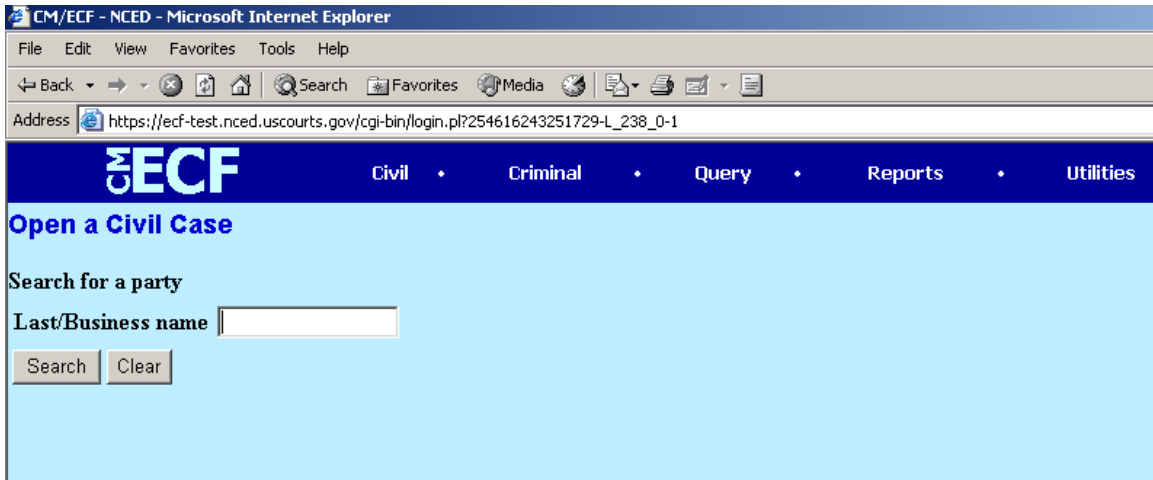 CM/ECF - NCED - Microsoft Internet Explorer
File Edit View Favorites Tools Help
Back Search Favorites Media
Address https://ecf-test.nced.uscourts.gov/cgi-bin/login.pl?254616243251729-L_238_0-1
CM ECF Civil • Criminal • Query • Reports • Utilities
Open a Civil Case
Search for a party
Last/Business name
Search Clear